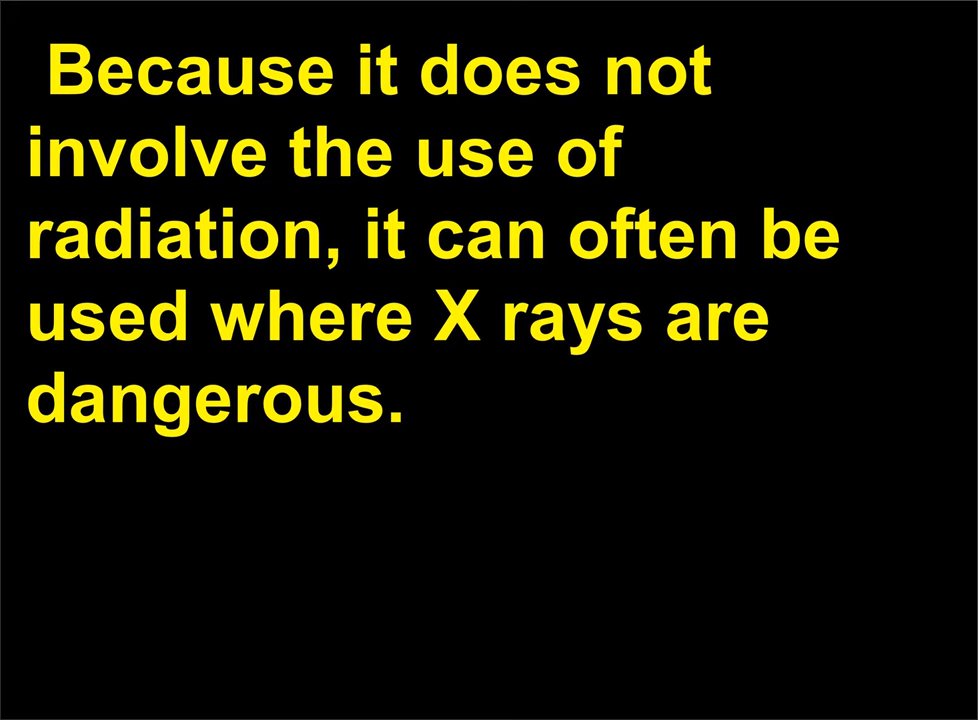 Because it does not
involve the use of
radiation, it can often be
used where X rays are
dangerous.